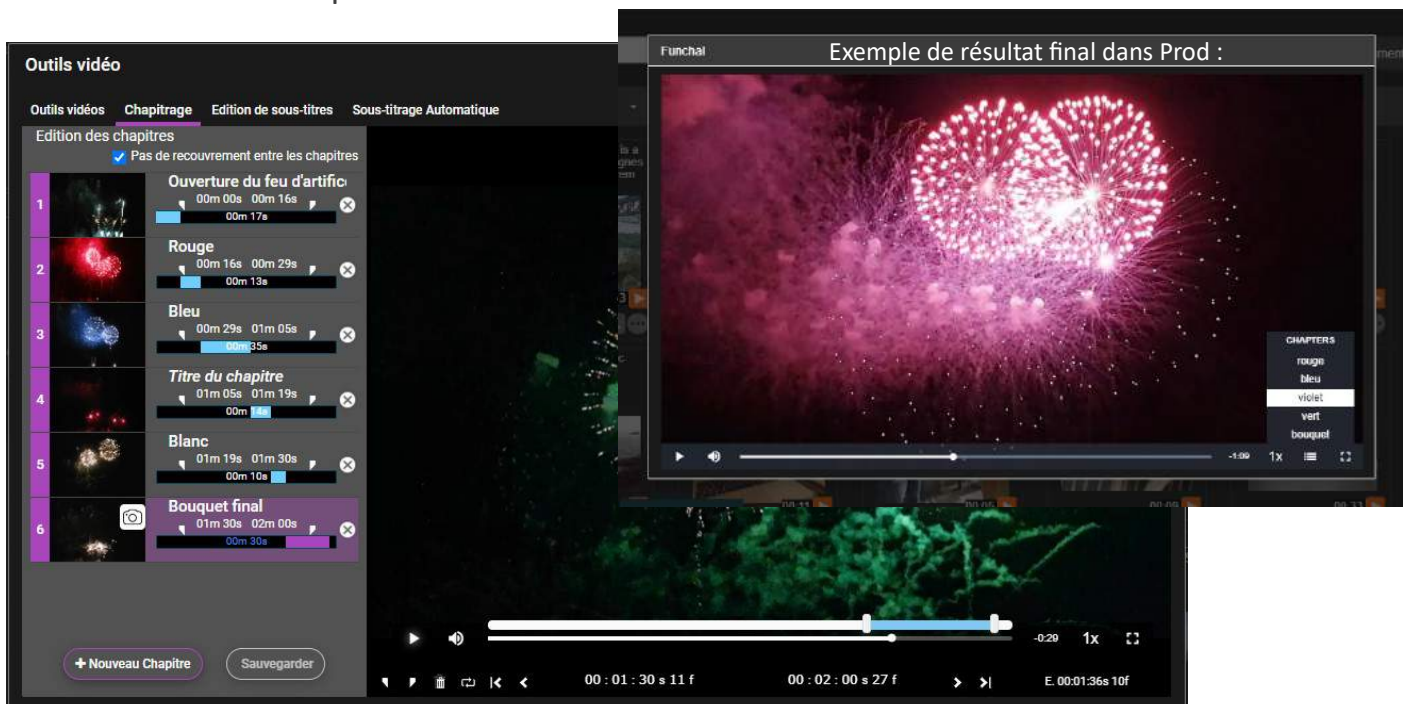 Outils vidéo
Outils vidéos Chapitrage Edition de sous-titres Sous-titrage Automatique
Edition des chapitres
Pas de recouvrement entre les chapitres
1
Ouverture du feu d'artific
00m 00s 00m 16s
00m 17s
2
Rouge
00m 16s 00m 29s
00m 13s
3
Bleu
00m 29s 01m 05s
00m 35s
4
Titre du chapitre
01m 05s 01m 19s
00m 14s
5
Blanc
01m 19s 01m 30s
00m 10s
6
Bouquet final
01m 30s 02m 00s
00m 30s
+ Nouveau Chapitre Sauvegarder
-0:29 1x
00 : 01 : 30 s 11 f 00 : 02 : 00 s 27 f E. 00:01:36s 10f
Funchal
Exemple de résultat final dans Prod :
CHAPTERS
rouge
bleu
violet
vert
bouquet
-1:09 1x